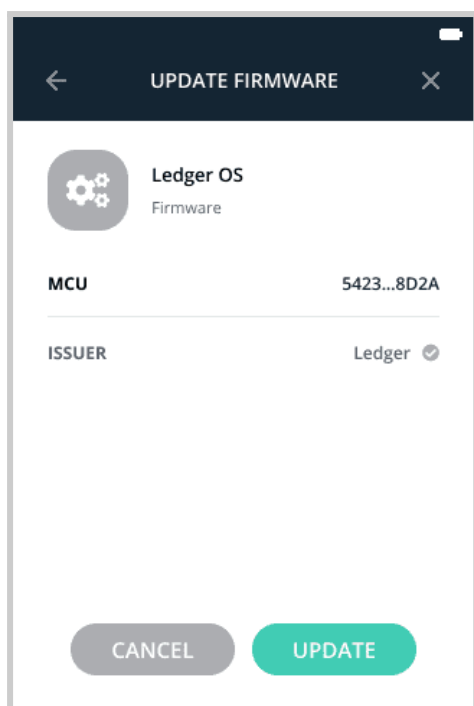 UPDATE FIRMWARE
Ledger OS
Firmware
MCU 5423...8D2A
ISSUER Ledger
CANCEL UPDATE